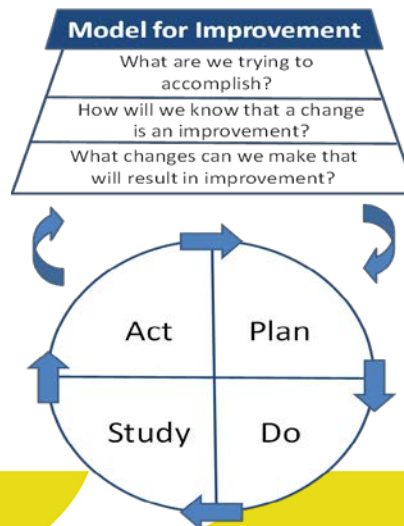 Model for Improvement
What are we trying to
accomplish?
How will we know that a change
is an improvement?
What changes can we make that
will result in improvement?
Act Plan
Study Do